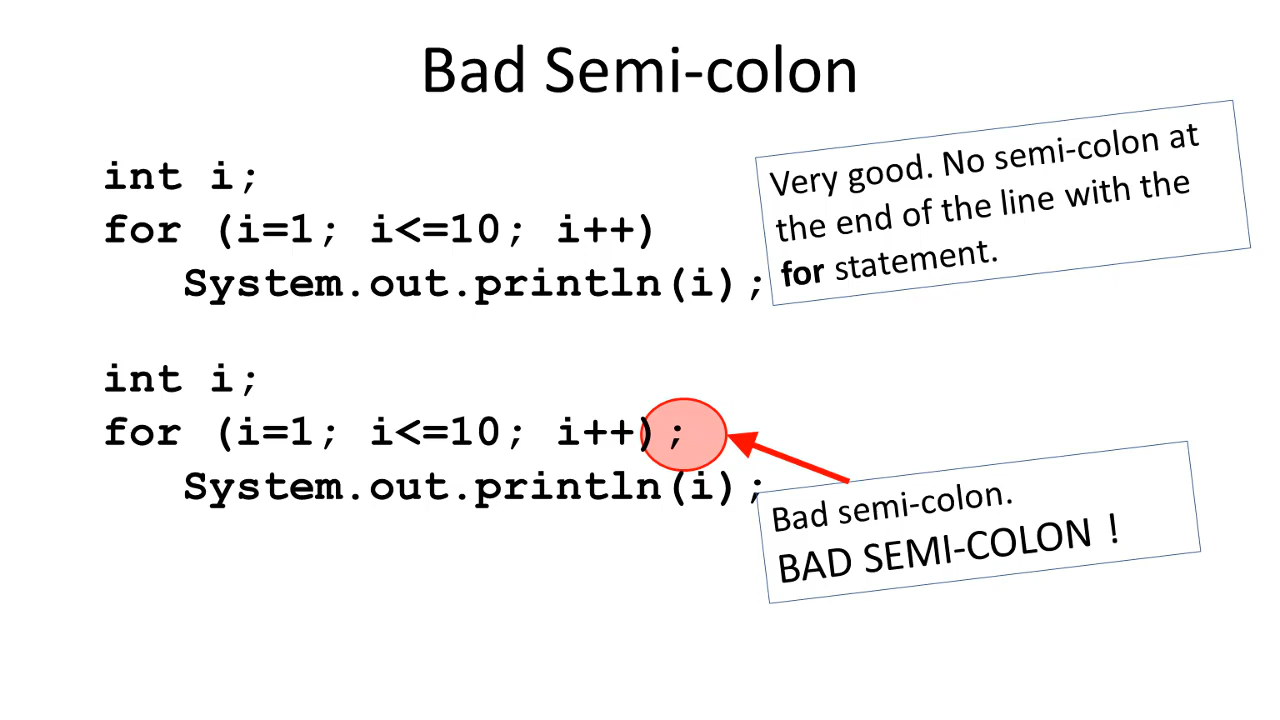 Bad Semi-colon
int i;
for (i=1; i<=10; i++)
System.out.println(i);
Very good. No semi-colon at
the end of the line with the
for statement.
int i;
for (i=1; i<=10; i++);
System.out.println(i);
Bad semi-colon.
BAD SEMI-COLON !